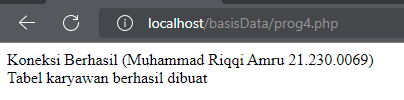 localhost/basisData/prog4.php
Koneksi Berhasil (Muhammad Riqqi Amru 21.230.0069)
Tabel karyawan berhasil dibuat